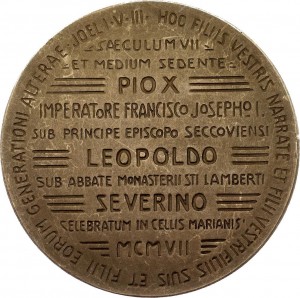 HOC FILIIS VESTRIS NARRATE ET FILII VESTRI FILIIS SUIS ET FILII EORUM GENERATIONI ALTERAE JOEL I·V·III·
SAECULUM VII
ET MEDIUM SEDENTE
PIO X
IMPERATORE FRANCISCO JOSEPHO I.
SUB PRINCIPE EPISCOPO SECCOVIENSI
LEOPOLDO
SUB ABBATE MONASTERII STI LAMBERTI
SEVERINO
CELEBRATUM IN CELLIS MARIANIS
MCMVII